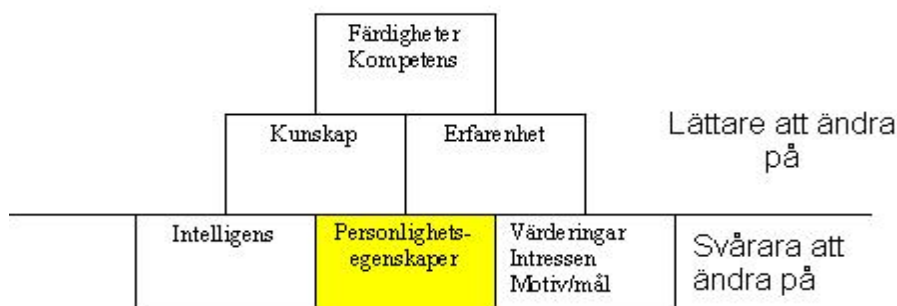 Färdigheter
Kompetens
Kunskap
Erfarenhet
Lättare att ändra
på
Intelligens
Personlighets-
egenskaper
Värderingar
Intressen
Motiv/mål
Svårara att
ändra på